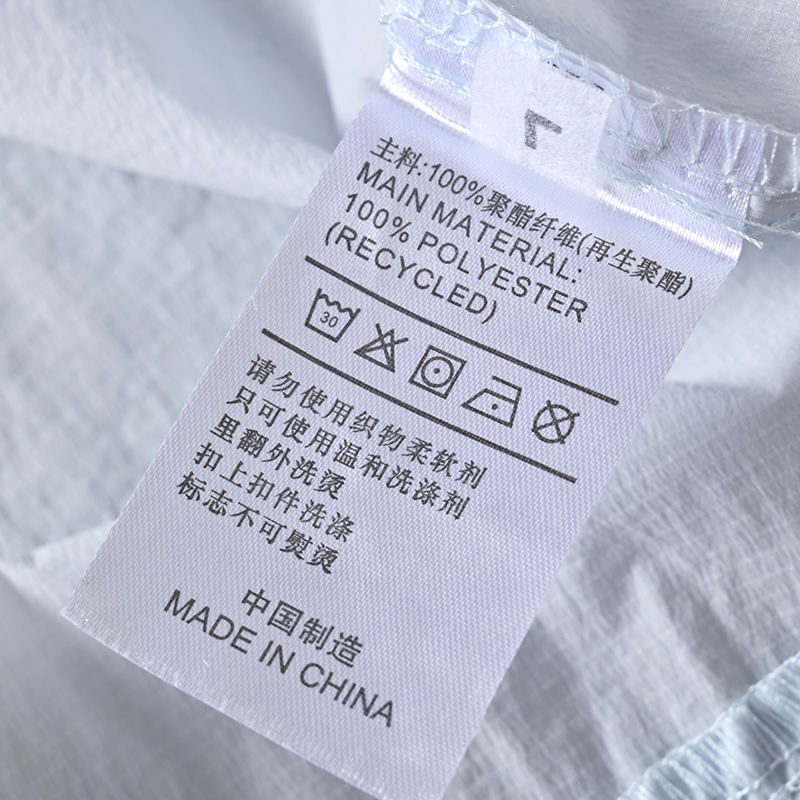 主料:100%聚酯纤维(再生聚酯)
MAIN MATERIAL:
100% POLYESTER
(RECYCLED)
30
请勿使用织物柔软剂
只可使用温和洗涤剂
里翻外洗烫
扣上扣件洗涤
标志不可熨烫
中国制造
MADE IN CHINA